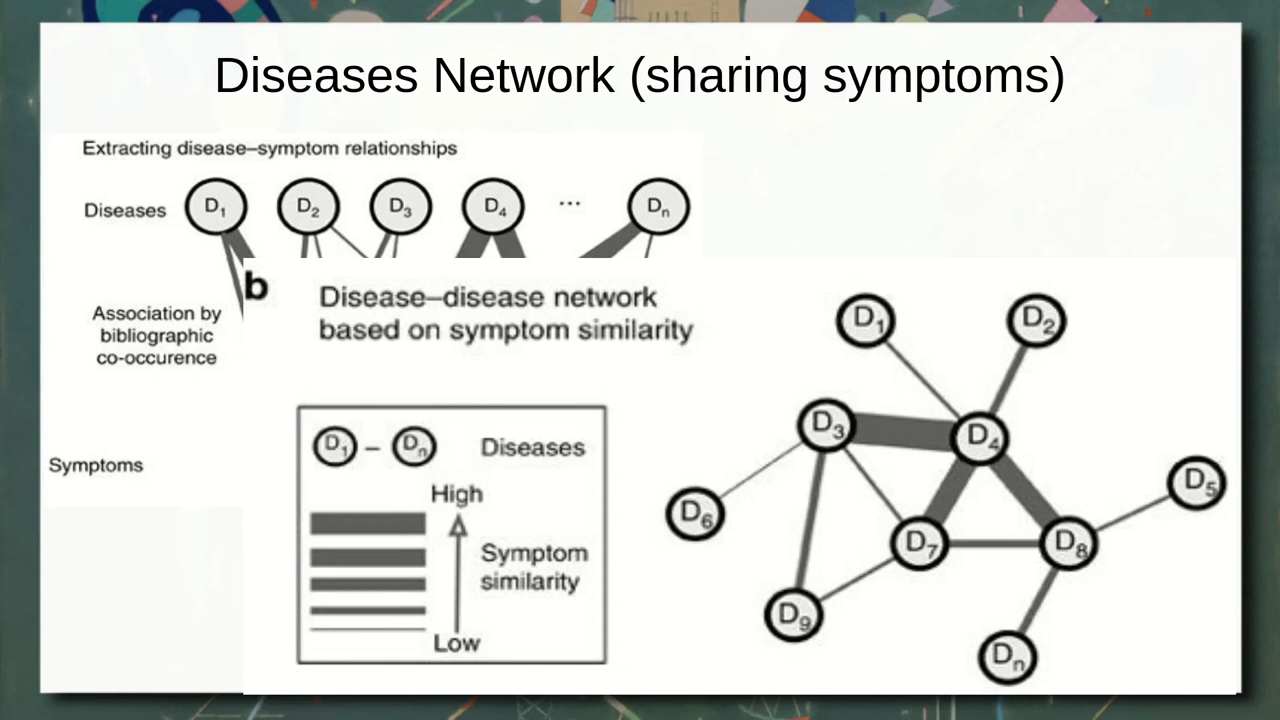 Diseases Network (sharing symptoms)
Extracting disease–symptom relationships
Diseases D1 D2 D3 D4 ... Dn
Association by
bibliographic
co-occurence
Symptoms
b
Disease–disease network
based on symptom similarity
D1 – Dn Diseases
High
Symptom
similarity
Low
D1 D2
D3 D4
D5
D6
D7 D8
D9
Dn